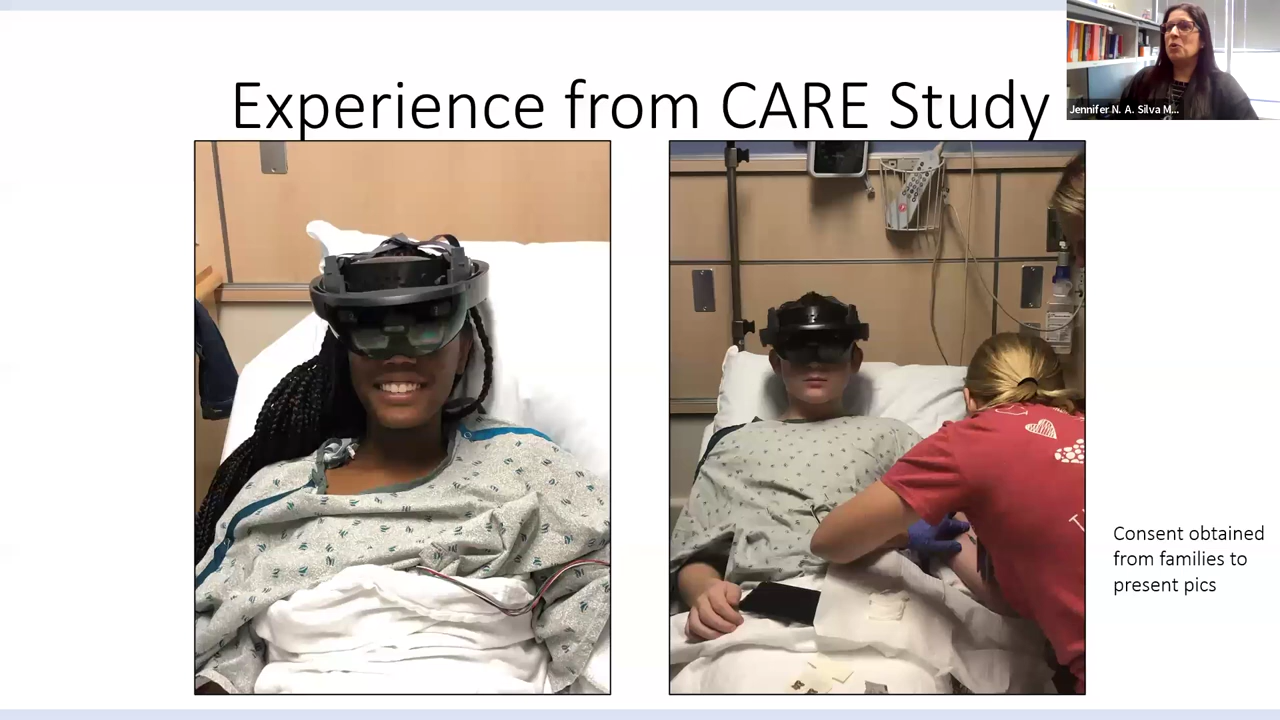 Experience from CARE Study
Jennifer N. A. Silva M...
Consent obtained
from families to
present pics